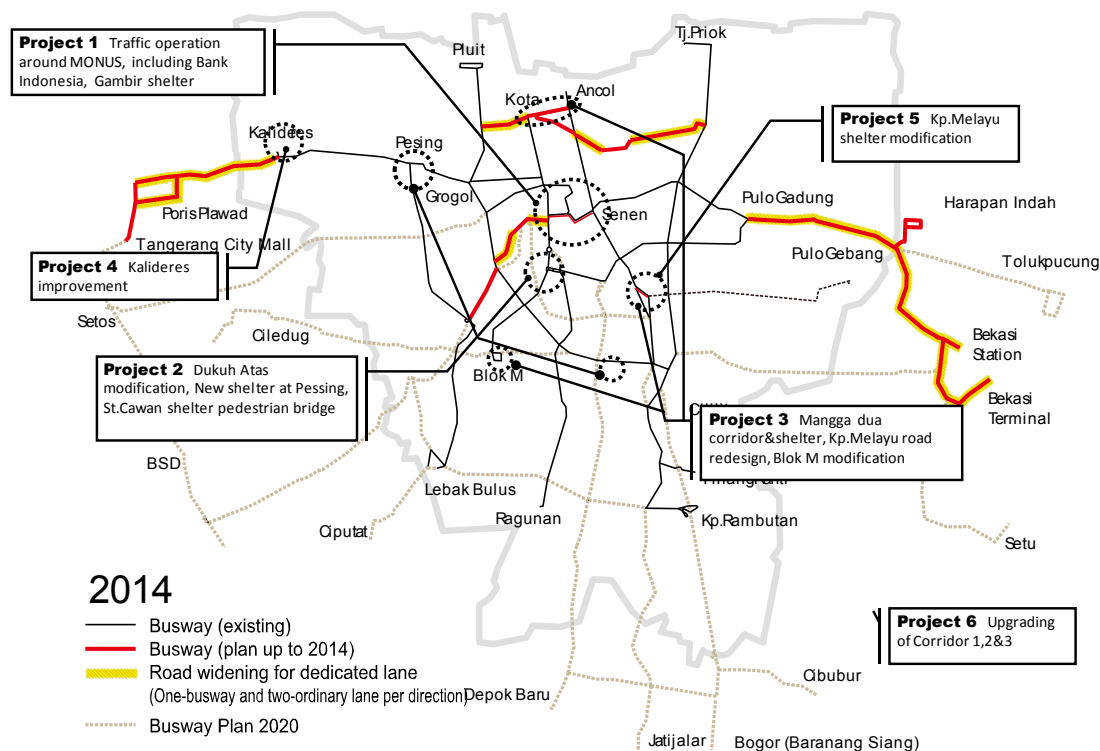 Project 1 Traffic operation
around MONUS, including Bank
Indonesia, Gambir shelter
Pluit
Tj.Priok
Kota
Ancol
Project 5 Kp.Melayu
shelter modification
Kalideres
Pesing
Grogol
Senen
Pulo Gadung
Harapan Indah
Poris Plawad
Tangerang City Mall
Pulo Gebang
Tolukpucung
Project 4 Kalideres
improvement
Setos
Ciledug
Bekasi
Station
Project 2 Dukuh Atas
modification, New shelter at Pessing,
St.Cawan shelter pedestrian bridge
Blok M
Bekasi
Terminal
Project 3 Mangga dua
corridor&shelter, Kp.Melayu road
redesign, Blok M modification
BSD
Lebak Bulus
Ragunan
Kp.Rambutan
Ciputat
Setu
2014
Busway (existing)
Busway (plan up to 2014)
Road widening for dedicated lane
(One-busway and two-ordinary lane per direction)
Busway Plan 2020
Project 6 Upgrading
of Corridor 1,2&3
Cibubur
Depok Baru
Jatijalar
Bogor (Baranang Siang)